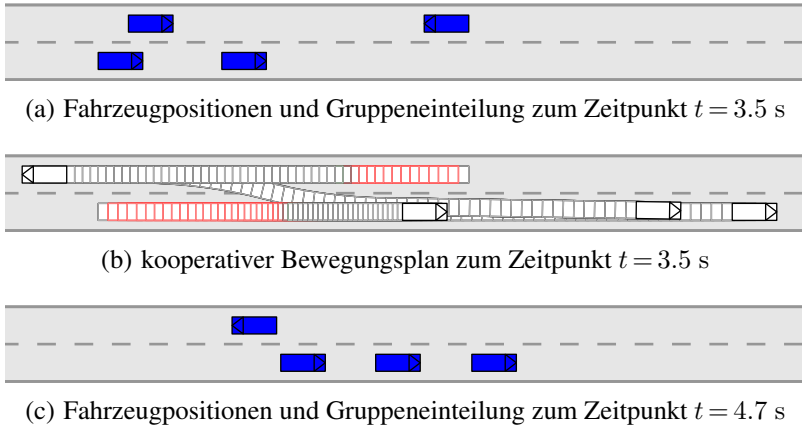 (a) Fahrzeugpositionen und Gruppeneinteilung zum Zeitpunkt t = 3.5 s
(b) kooperativer Bewegungsplan zum Zeitpunkt t = 3.5 s
(c) Fahrzeugpositionen und Gruppeneinteilung zum Zeitpunkt t = 4.7 s